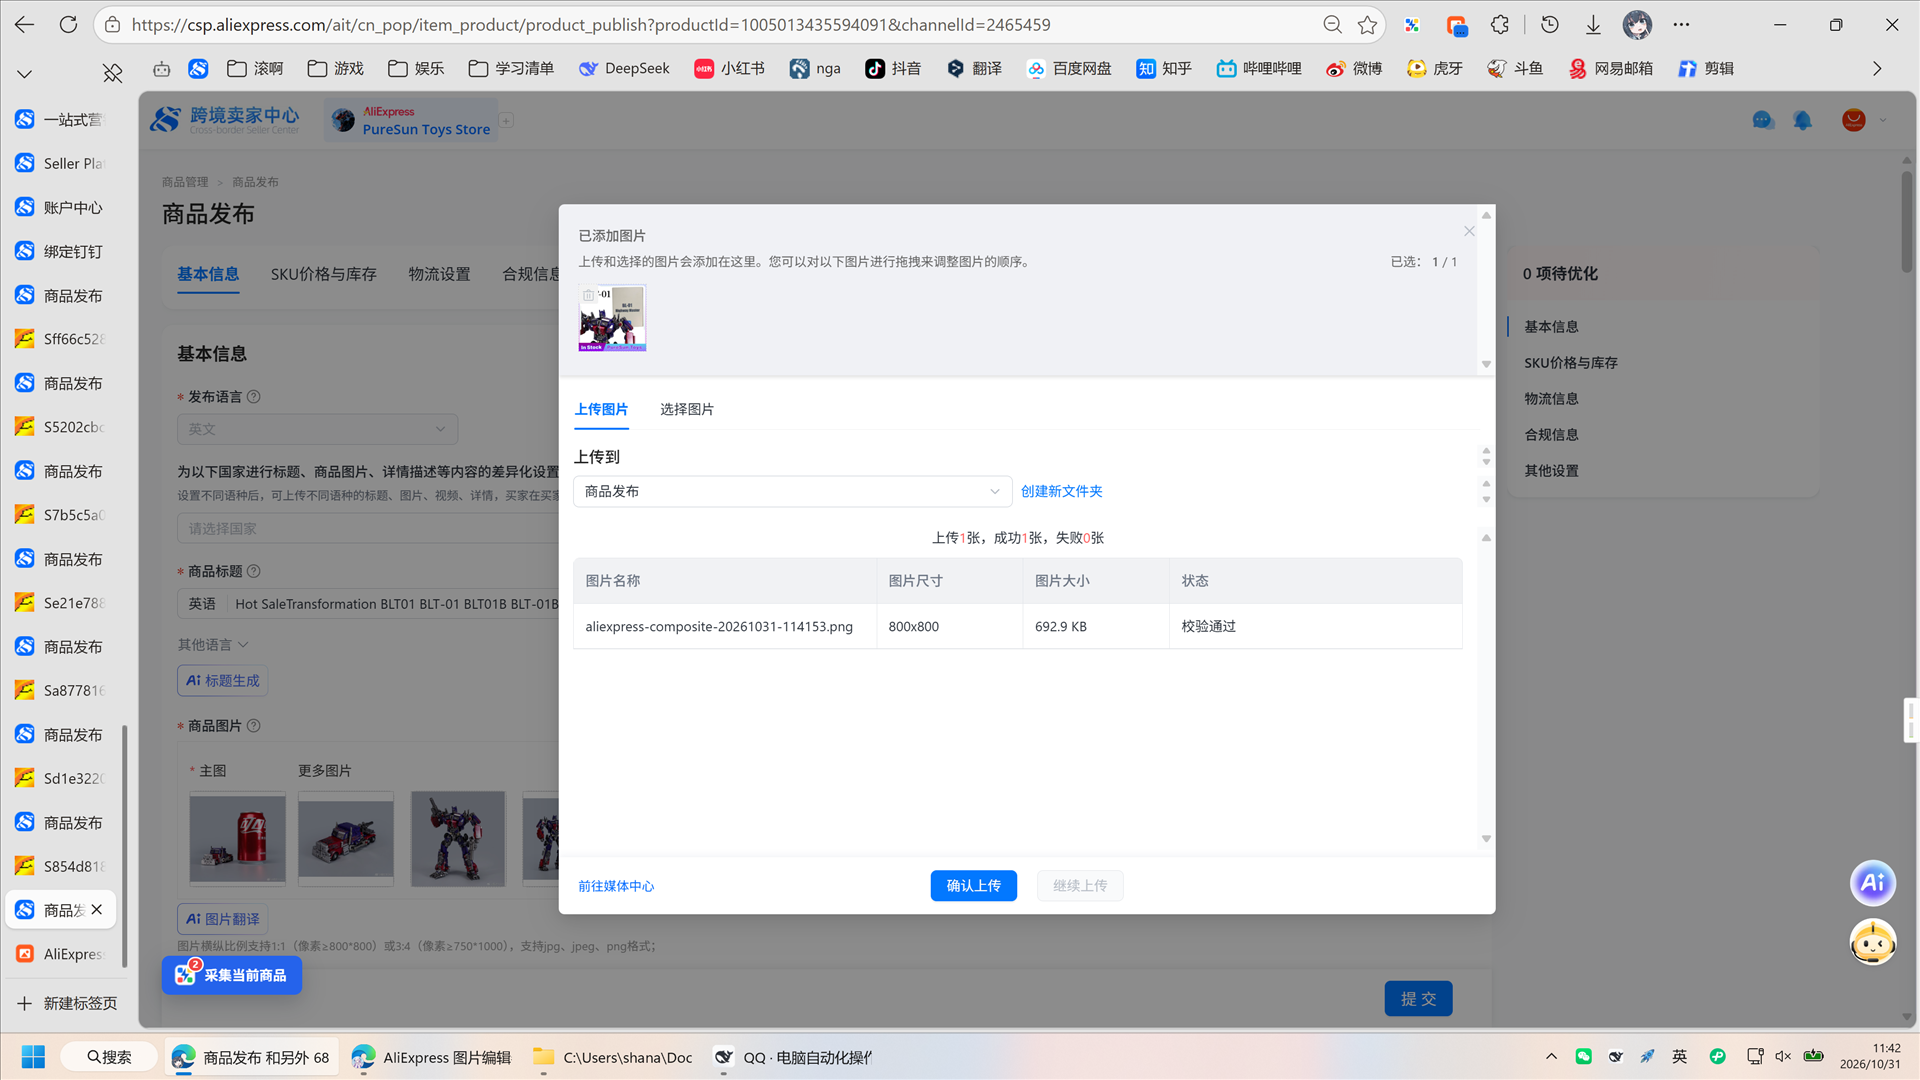 https://csp.aliexpress.com/ait/cn_pop/item_product/product_publish?productId=1005013435594091&channelId=2465459
滚啊
游戏
娱乐
学习清单
DeepSeek
小红书
nga
抖音
翻译
百度网盘
知乎
哔哩哔哩
微博
虎牙
斗鱼
网易邮箱
剪辑
一站式营
Seller Pla
账户中心
绑定钉钉
商品发布
Sff66c528
商品发布
S5202cbc
商品发布
S7b5c5a0
商品发布
Se21e788
商品发布
Sa877816
商品发布
Sd1e3220
商品发布
S854d818
商品发
AliExpress
新建标签页
跨境卖家中心
Cross-border Seller Center
AliExpress
PureSun Toys Store
商品管理 > 商品发布
商品发布
基本信息
SKU价格与库存
物流设置
合规信息
基本信息
* 发布语言
英文
为以下国家进行标题、商品图片、详情描述等内容的差异化设置
设置不同语种后，可上传不同语种的标题、图片、视频、详情，买家在买家
请选择国家
* 商品标题
英语 Hot SaleTransformation BLT01 BLT-01 BLT01B BLT-01B
其他语言
Ai 标题生成
* 商品图片
* 主图
更多图片
Ai 图片翻译
图片横纵比例支持1:1（像素≥800*800）或3:4（像素≥750*1000），支持jpg、jpeg、png格式；
2
采集当前商品
已添加图片
上传和选择的图片会添加在这里。您可以对以下图片进行拖拽来调整图片的顺序。
已选： 1 / 1
-01
In Stock
上传图片
选择图片
上传到
商品发布
创建新文件夹
上传1张，成功1张，失败0张
图片名称 图片尺寸 图片大小 状态
aliexpress-composite-20261031-114153.png 800x800 692.9 KB 校验通过
前往媒体中心
确认上传
继续上传
0 项待优化
基本信息
SKU价格与库存
物流信息
合规信息
其他设置
Ai
提 交
搜索
商品发布 和另外 68
AliExpress 图片编辑
C:\Users\shana\Doc
QQ · 电脑自动化操作
英
11:42
2026/10/31